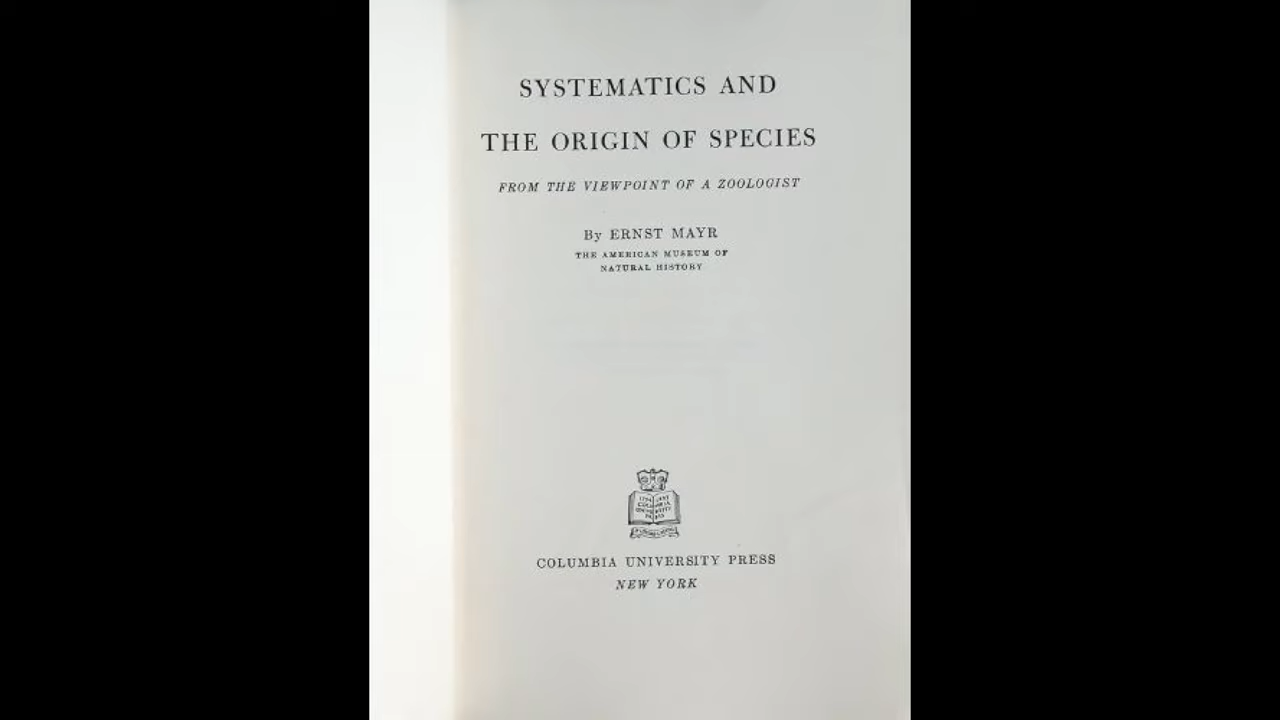 SYSTEMATICS AND
THE ORIGIN OF SPECIES
FROM THE VIEWPOINT OF A ZOOLOGIST
By ERNST MAYR
THE AMERICAN MUSEUM OF
NATURAL HISTORY
COLUMBIA UNIVERSITY PRESS
NEW YORK